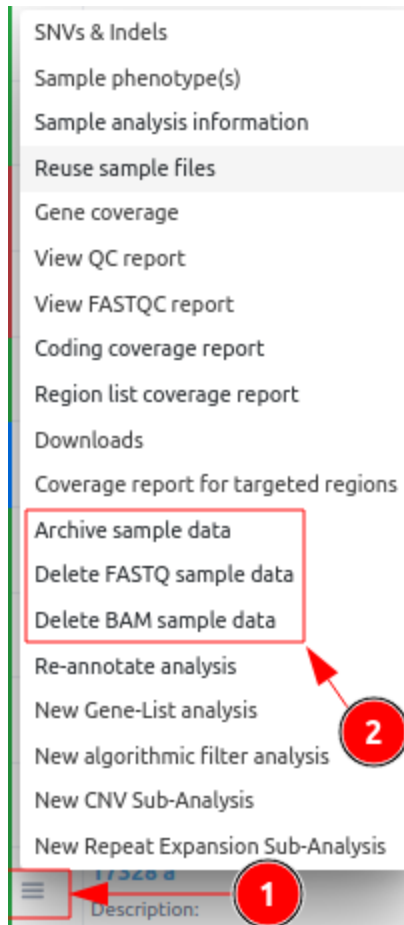 SNVs & Indels
Sample phenotype(s)
Sample analysis information
Reuse sample files
Gene coverage
View QC report
View FASTQC report
Coding coverage report
Region list coverage report
Downloads
Coverage report for targeted regions
Archive sample data
Delete FASTQ sample data
Delete BAM sample data
Re-annotate analysis
New Gene-List analysis
2
New algorithmic filter analysis
New CNV Sub-Analysis
New Repeat Expansion Sub-Analysis
17328 a
1
Description: